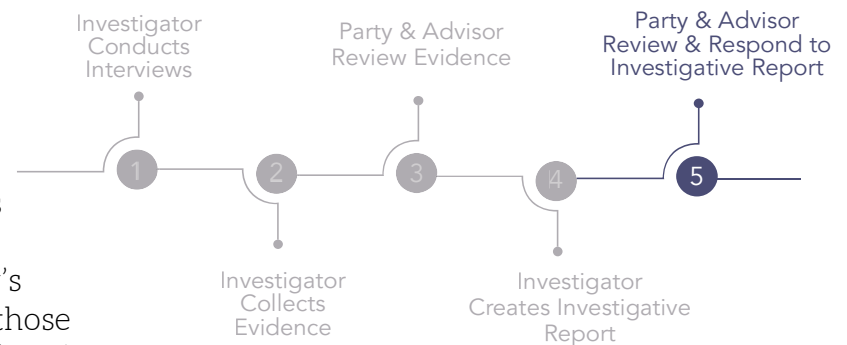 Investigator
Conducts
Interviews
Party & Advisor
Review Evidence
Party & Advisor
Review & Respond to
Investigative Report
1
2
3
4
5
Investigator
Collects
Evidence
Investigator
Creates Investigative
Report
’s
those